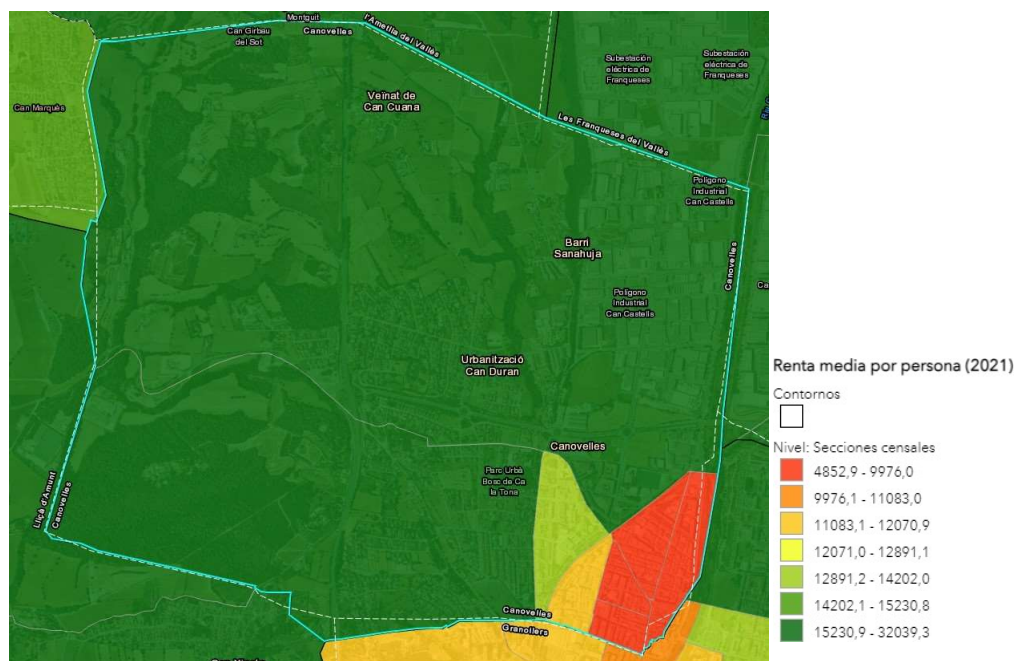 Montguit
Can Girbau
del Sot
Canovelles
l'Ametlla del Vallès
Subestación
eléctrica de
Franqueses
Subestación
eléctrica de
Franqueses
Can Marquès
Veïnat de
Can Cuana
Les Franqueses del Vallès
Polígono
Industrial
Can Castells
Barri
Sanahuja
Canovelles
Polígono
Industrial
Can Castells
Urbanització
Can Duran
Canovelles
Parc Urbà
Bosc de Ca
la Tona
Lliçà d'Amunt
Canovelles
Canovelles
Granollers
Renta media por persona (2021)
Contornos
Nivel: Secciones censales
4852,9 - 9976,0
9976,1 - 11083,0
11083,1 - 12070,9
12071,0 - 12891,1
12891,2 - 14202,0
14202,1 - 15230,8
15230,9 - 32039,3